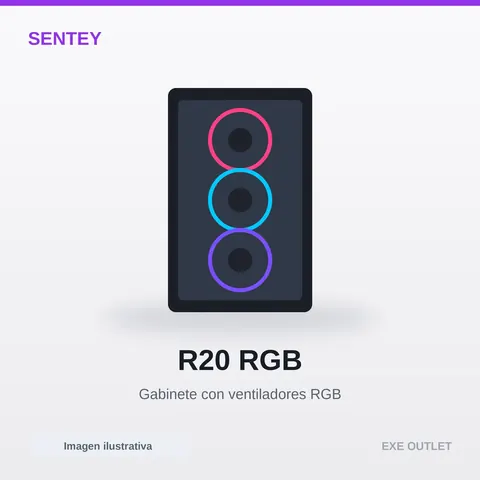 SENTEY
R20 RGB
Gabinete con ventiladores RGB
Imagen ilustrativa
EXE OUTLET